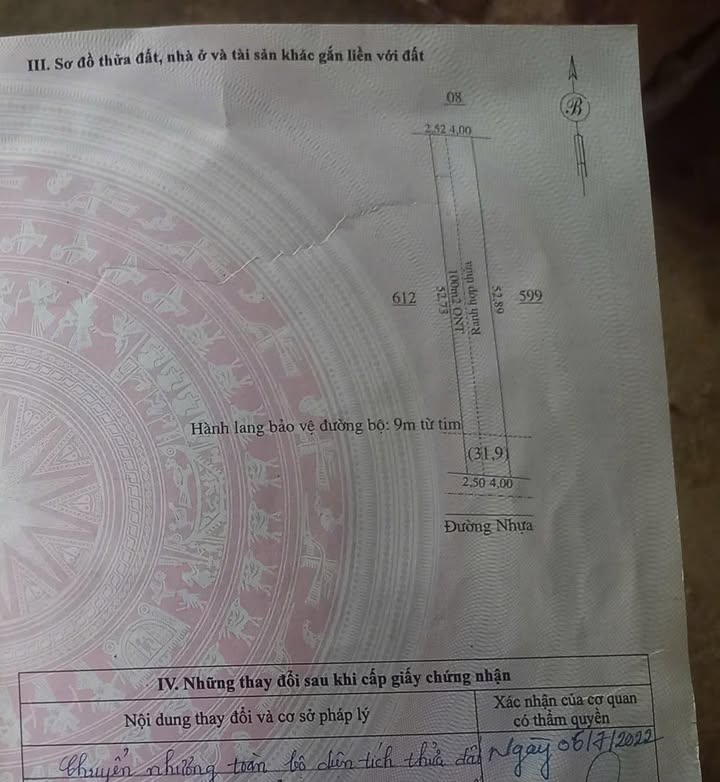 III. Sơ đồ thửa đất, nhà ở và tài sản khác gắn liền với đất
08
B
2,52 4,00
612
52.73
100m2 ONT
Ranh hợp thửa
52.89
599
Hành lang bảo vệ đường bộ: 9m từ tim
(31,9)
2,50 4,00
Đường Nhựa
IV. Những thay đổi sau khi cấp giấy chứng nhận
Nội dung thay đổi và cơ sở pháp lý
Xác nhận của cơ quan
có thẩm quyền
Chuyển nhượng toàn bộ diện tích thửa đất
Ngày 06/7/2022